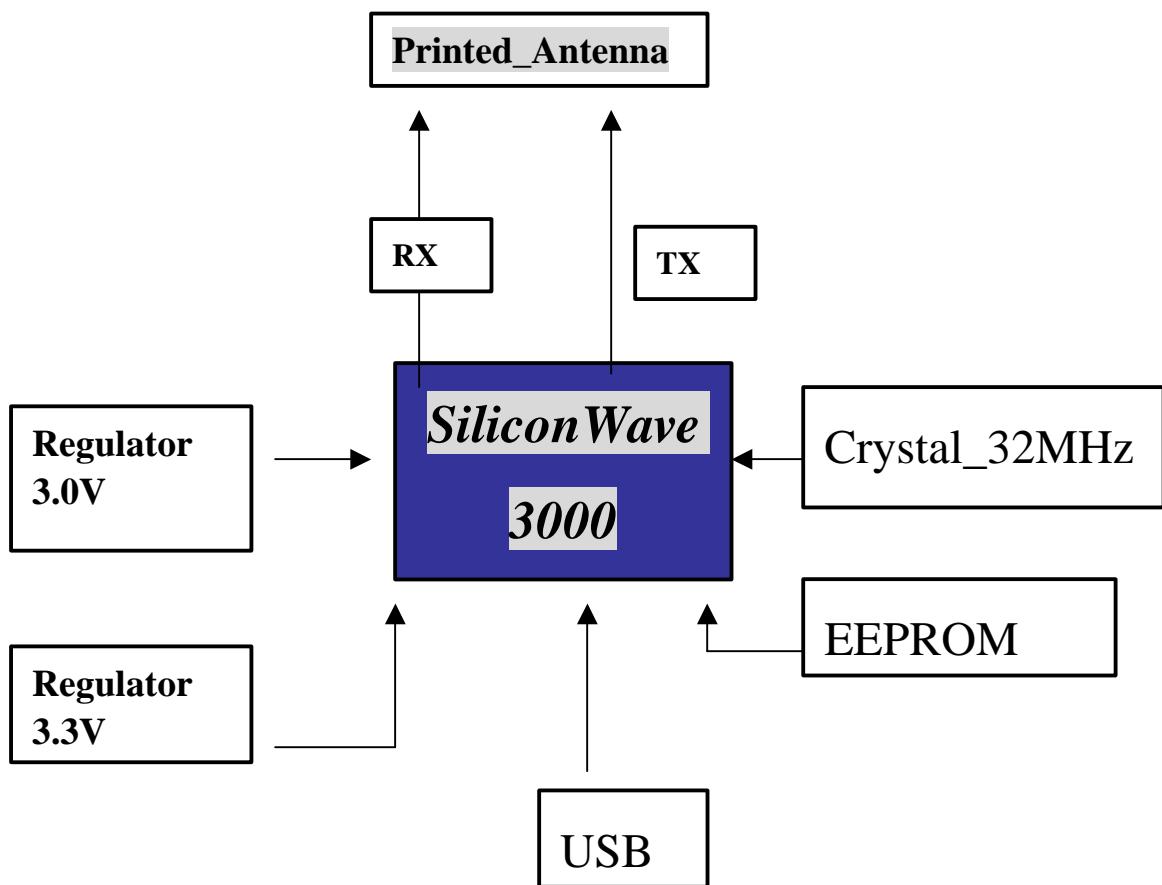 Printed_Antenna
RX
TX
SiliconWave
3000
Regulator
3.0V
Crystal_32MHz
EEPROM
Regulator
3.3V
USB